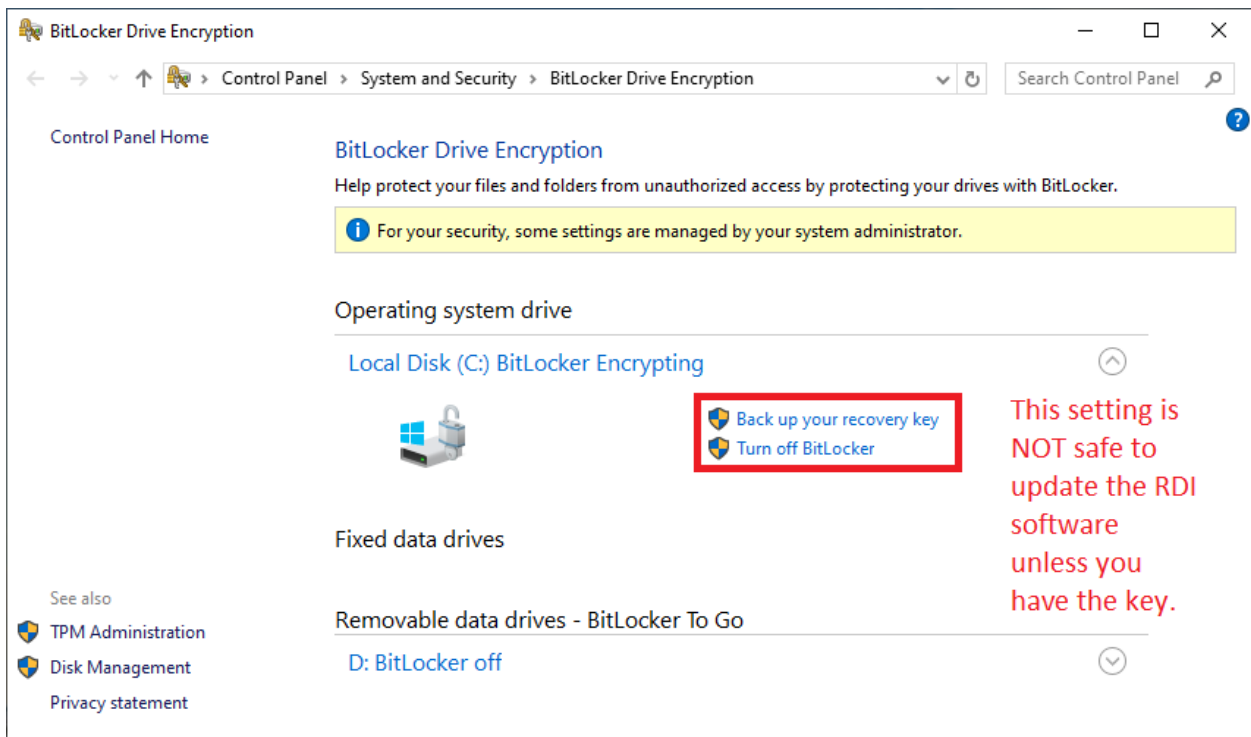 BitLocker Drive Encryption
Control Panel > System and Security > BitLocker Drive Encryption
Search Control Panel
Control Panel Home
BitLocker Drive Encryption
Help protect your files and folders from unauthorized access by protecting your drives with BitLocker.
For your security, some settings are managed by your system administrator.
Operating system drive
Local Disk (C:) BitLocker Encrypting
Back up your recovery key
Turn off BitLocker
This setting is
NOT safe to
update the RDI
software
unless you
have the key.
Fixed data drives
Removable data drives - BitLocker To Go
D: BitLocker off
See also
TPM Administration
Disk Management
Privacy statement